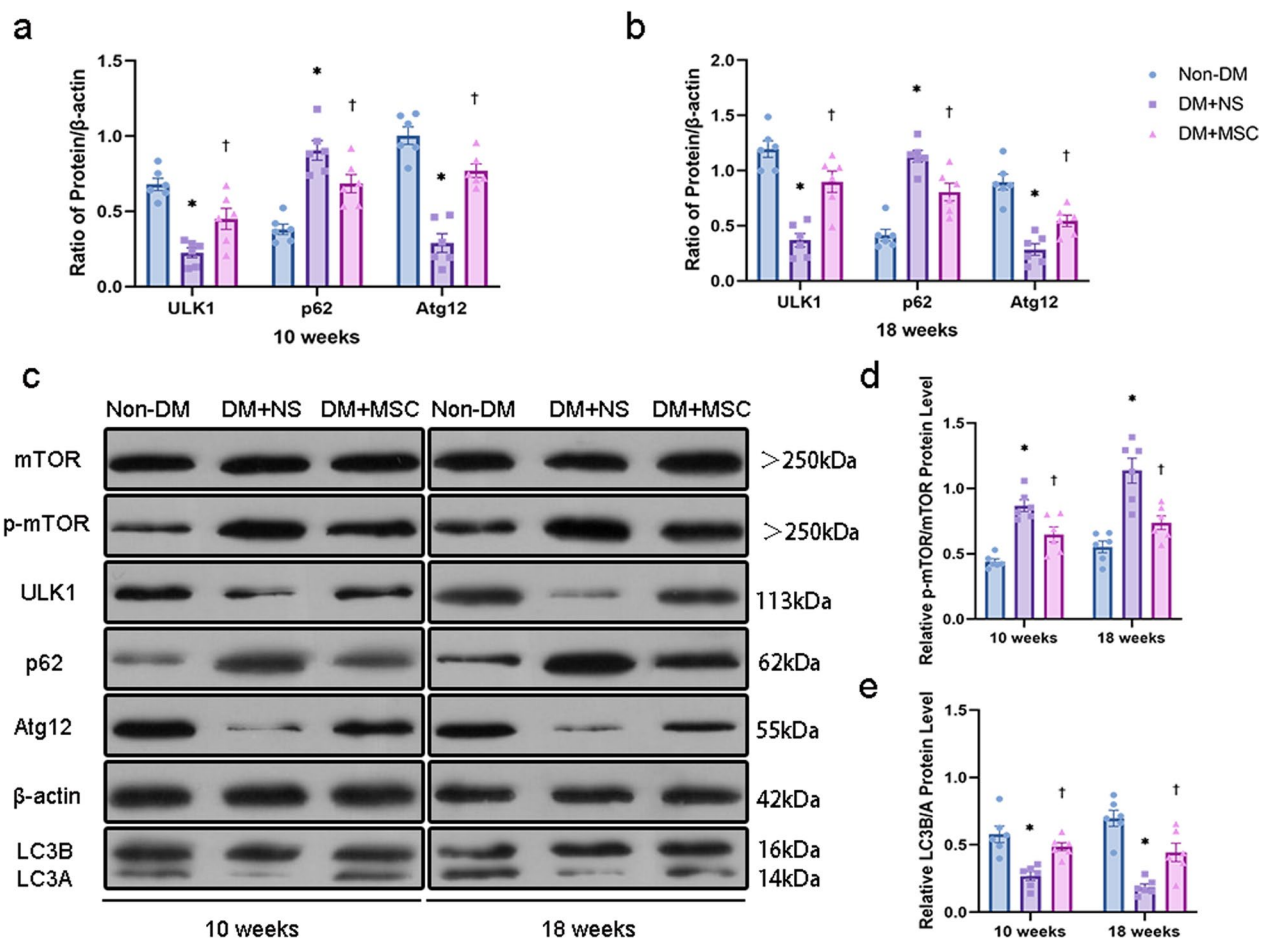 a
b
Non-DM
DM+NS
DM+MSC
Ratio of Protein/β-actin
1.5
1.0
0.5
0.0
*
†
*
†
*
†
ULK1 p62 Atg12
10 weeks
Ratio of Protein/β-actin
2.0
1.5
1.0
0.5
0.0
*
†
*
†
*
†
ULK1 p62 Atg12
18 weeks
c
Non-DM DM+NS DM+MSC Non-DM DM+NS DM+MSC
mTOR >250kDa
p-mTOR >250kDa
ULK1 113kDa
p62 62kDa
Atg12 55kDa
β-actin 42kDa
LC3B 16kDa
LC3A 14kDa
10 weeks 18 weeks
d
Relative p-mTOR/mTOR Protein Level
1.5
1.0
0.5
0.0
*
†
*
†
10 weeks 18 weeks
e
Relative LC3B/A Protein Level
1.5
1.0
0.5
0.0
*
†
*
†
10 weeks 18 weeks